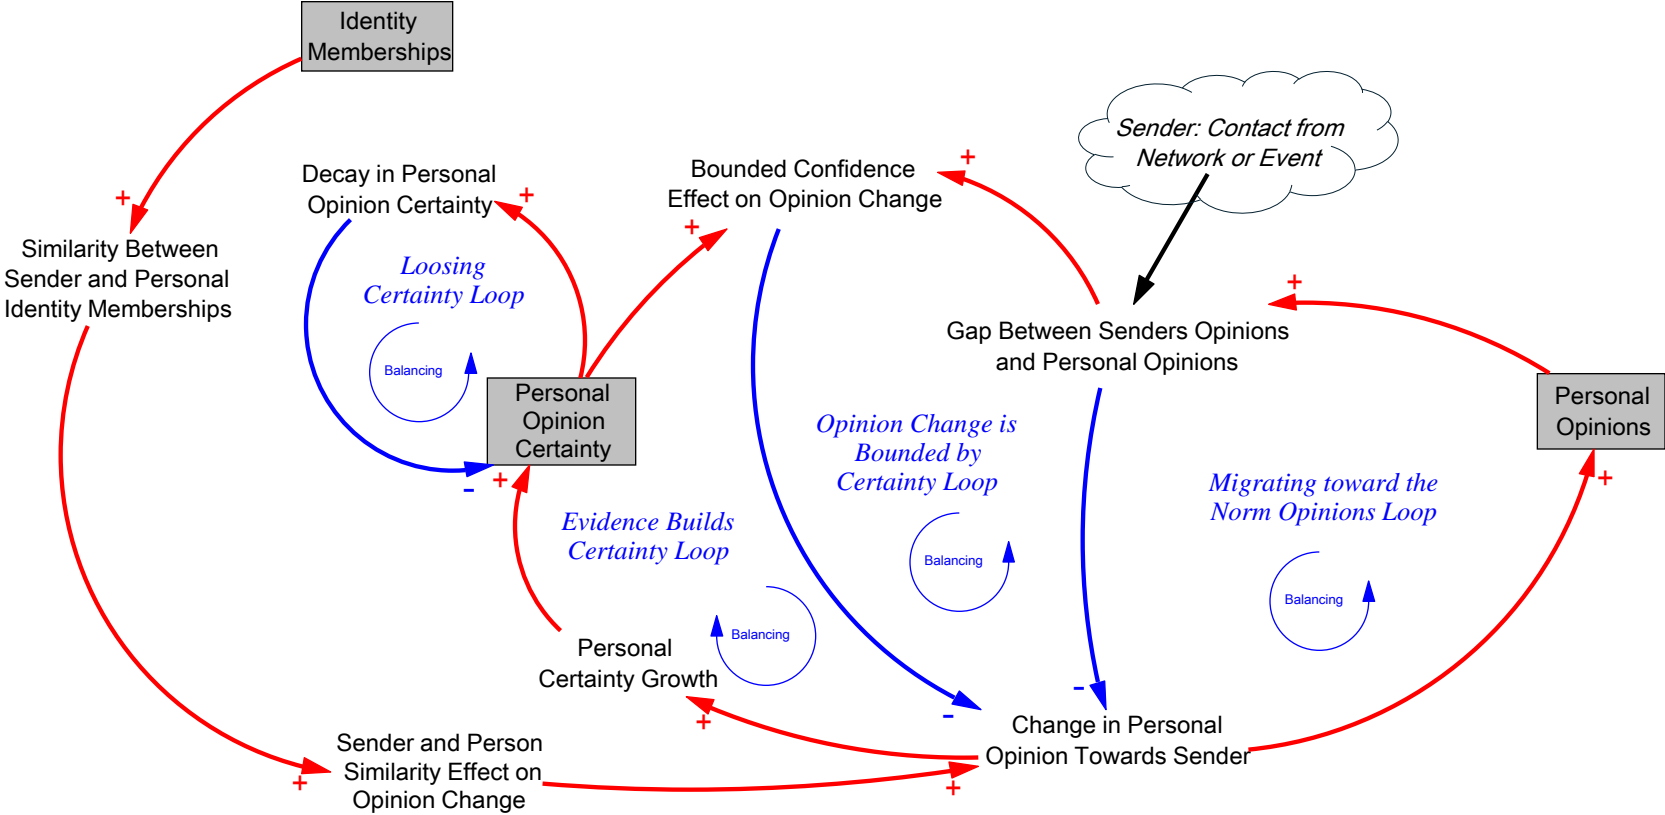 Identity
Memberships
Sender: Contact from
Network or Event
+
Decay in Personal
Opinion Certainty
+
Bounded Confidence
Effect on Opinion Change
+
+
+
Similarity Between
Sender and Personal
Identity Memberships
Loosing
Certainty Loop
Balancing
Gap Between Senders Opinions
and Personal Opinions
+
Personal
Opinion
Certainty
-
+
Personal
Opinions
+
Opinion Change is
Bounded by
Certainty Loop
Balancing
Migrating toward the
Norm Opinions Loop
Balancing
Evidence Builds
Certainty Loop
Balancing
Personal
Certainty Growth
+
-
-
Change in Personal
Opinion Towards Sender
+
Sender and Person
Similarity Effect on
Opinion Change
+